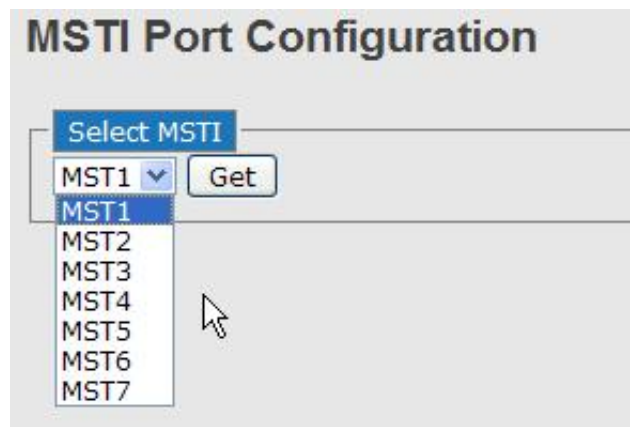 MSTI Port Configuration
Select MSTI
MST1 Get
MST1
MST2
MST3
MST4
MST5
MST6
MST7